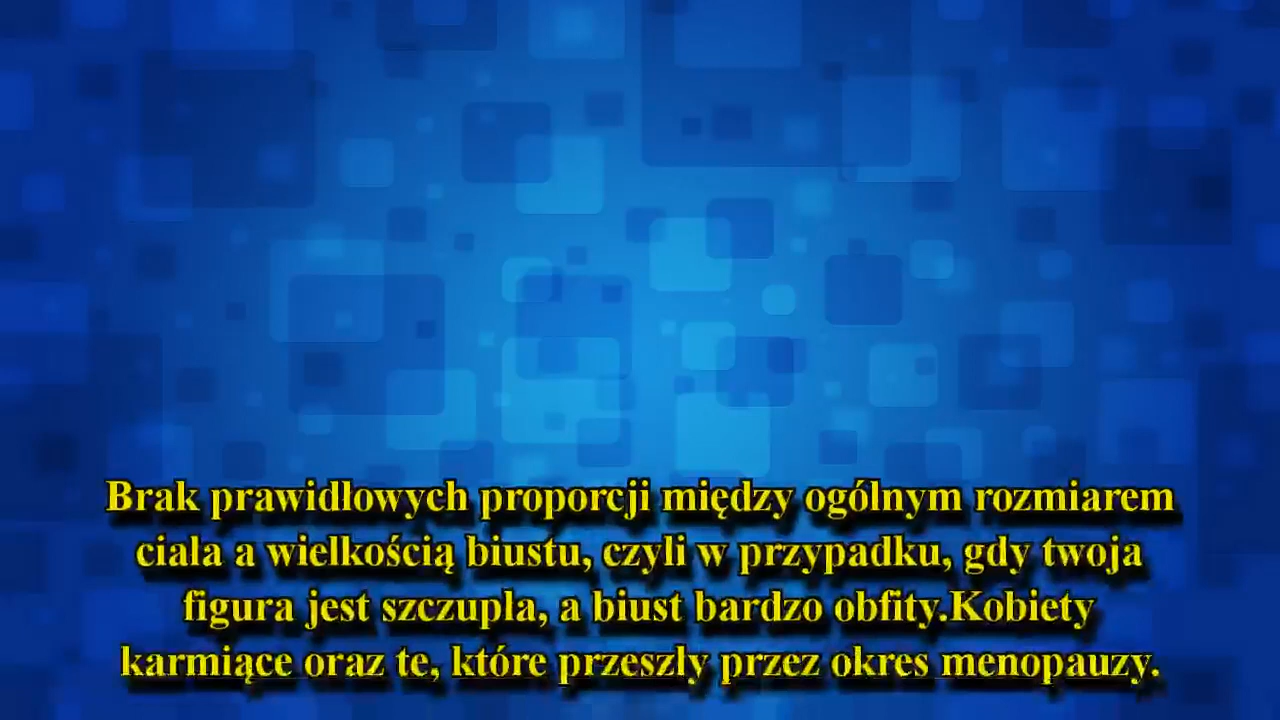 Brak prawidłowych proporcji między ogólnym rozmiarem
ciała a wielkością biustu, czyli w przypadku, gdy twoja
figura jest szczupła, a biust bardzo obfity.Kobiety
karmiące oraz te, które przeszły przez okres menopauzy.